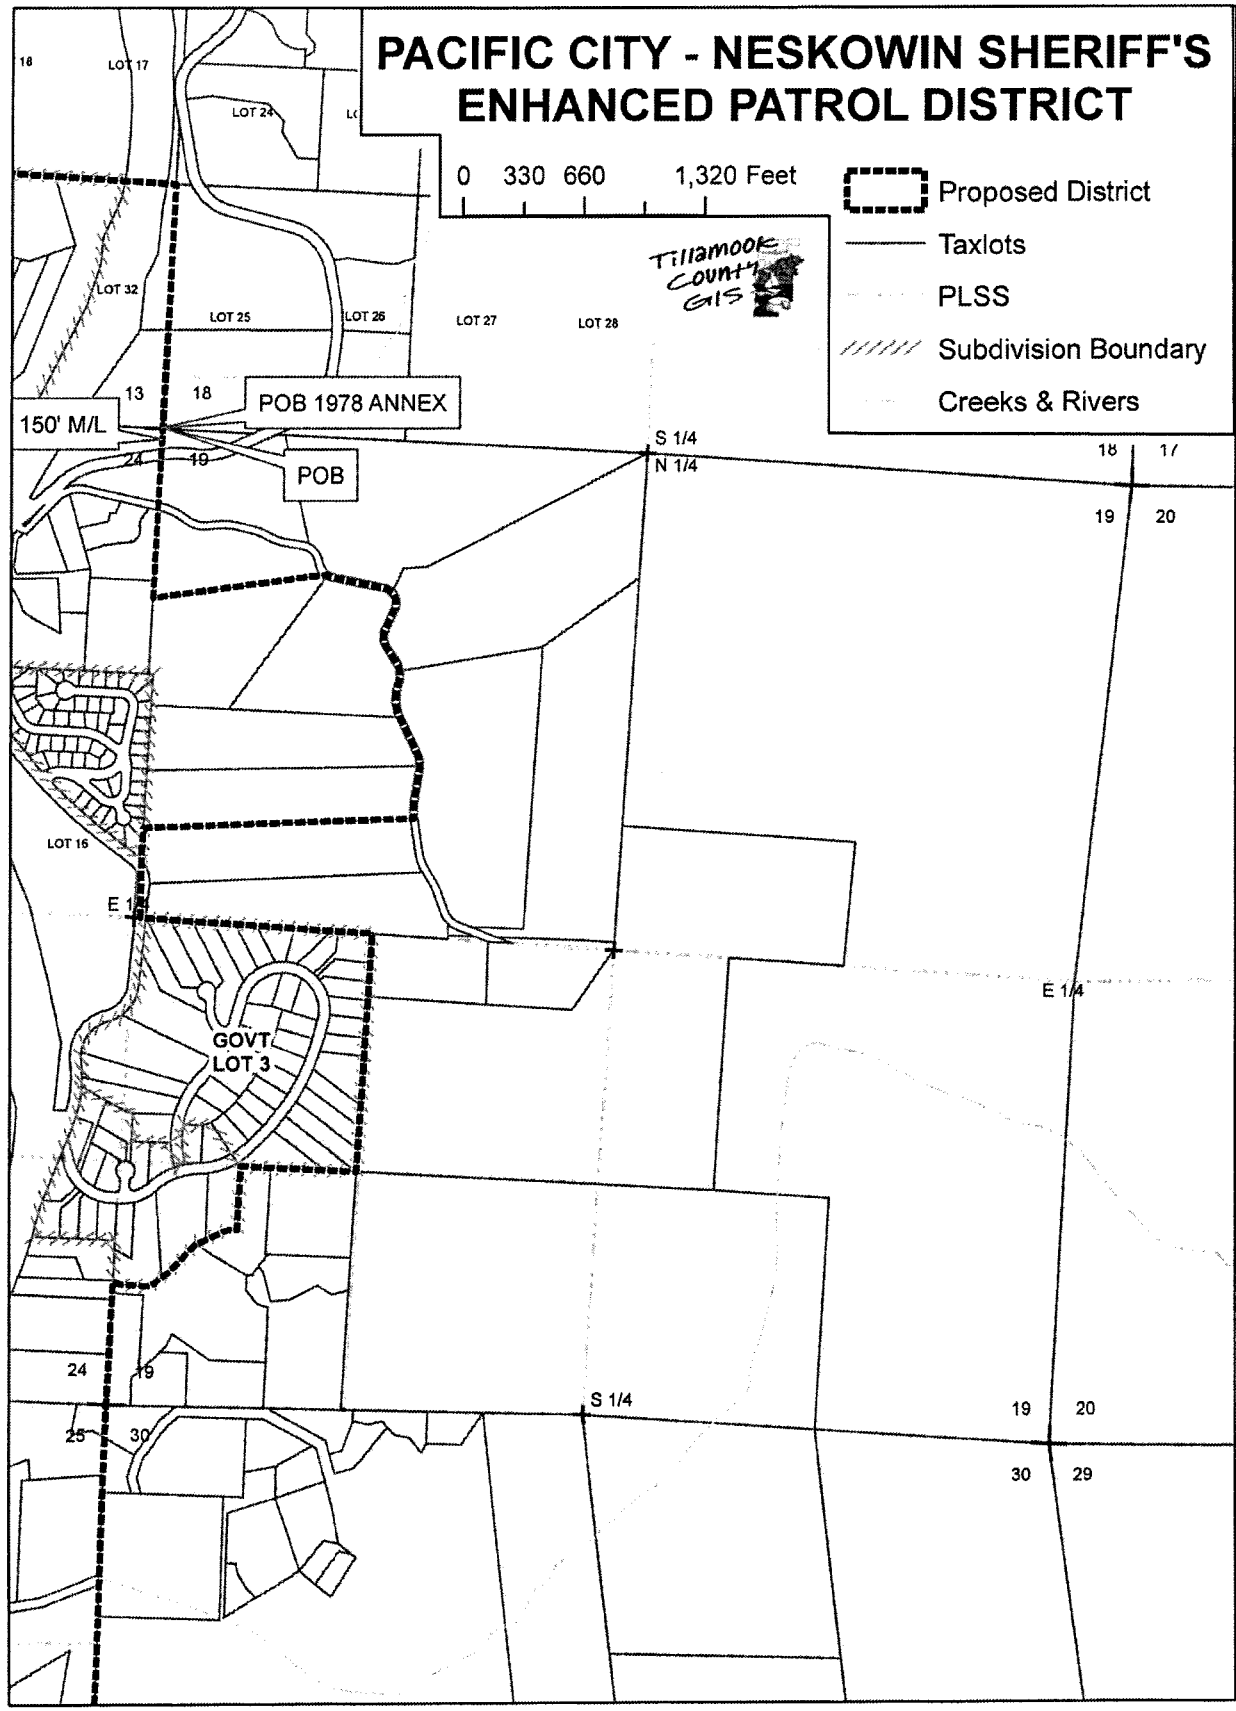 PACIFIC CITY - NESKOWIN SHERIFF'S
ENHANCED PATROL DISTRICT
0 330 660 1,320 Feet
Proposed District
Taxlots
PLSS
Subdivision Boundary
Creeks & Rivers
Tillamook
County
GIS
18
LOT 17
LOT 24
LOT 32
LOT 25
LOT 26
LOT 27
LOT 28
13 18
POB 1978 ANNEX
150' M/L
24 19
POB
S 1/4
N 1/4
18 17
19 20
LOT 16
E 1/4
GOVT
LOT 3
24 19
S 1/4
19 20
25 30
30 29